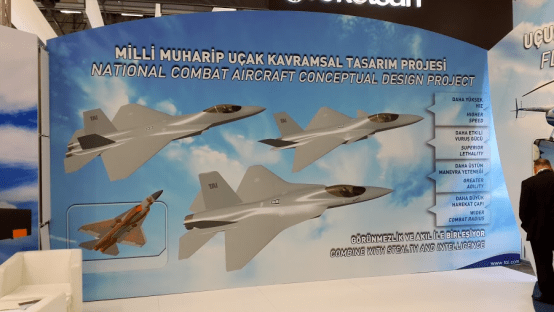 MİLLİ MUHARİP UÇAK KAVRAMSAL TASARIM PROJESİ
NATIONAL COMBAT AIRCRAFT CONCEPTUAL DESIGN PROJECT
DAHA YÜKSEK
HIZ
HIGHER
SPEED
DAHA ETKİLİ
VURUŞ GÜCÜ
SUPERIOR
LETHALITY
DAHA ÜSTÜN
MANEVRA YETENEĞİ
GREATER
AGILITY
DAHA BÜYÜK
HAREKAT ÇAPI
WIDER
COMBAT RADIUS
GÖRÜNMEZLİK VE AKIL İLE BİRLEŞİYOR
COMBINE WITH STEALTH AND INTELLIGENCE
UÇU
FL